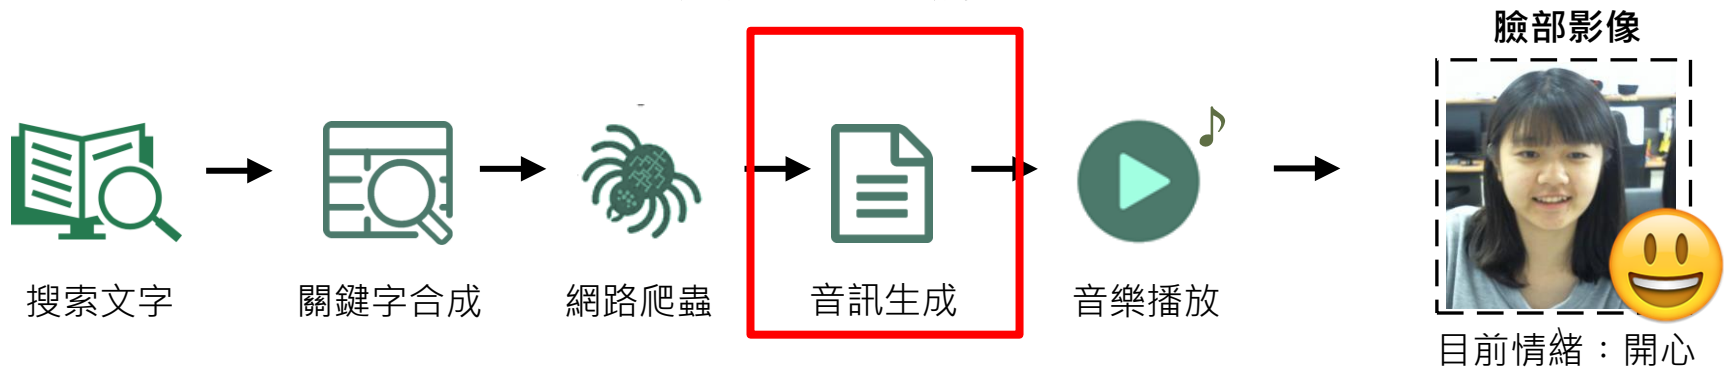 臉部影像
搜索文字
關鍵字合成
網路爬蟲
音訊生成
音樂播放
目前情緒：開心